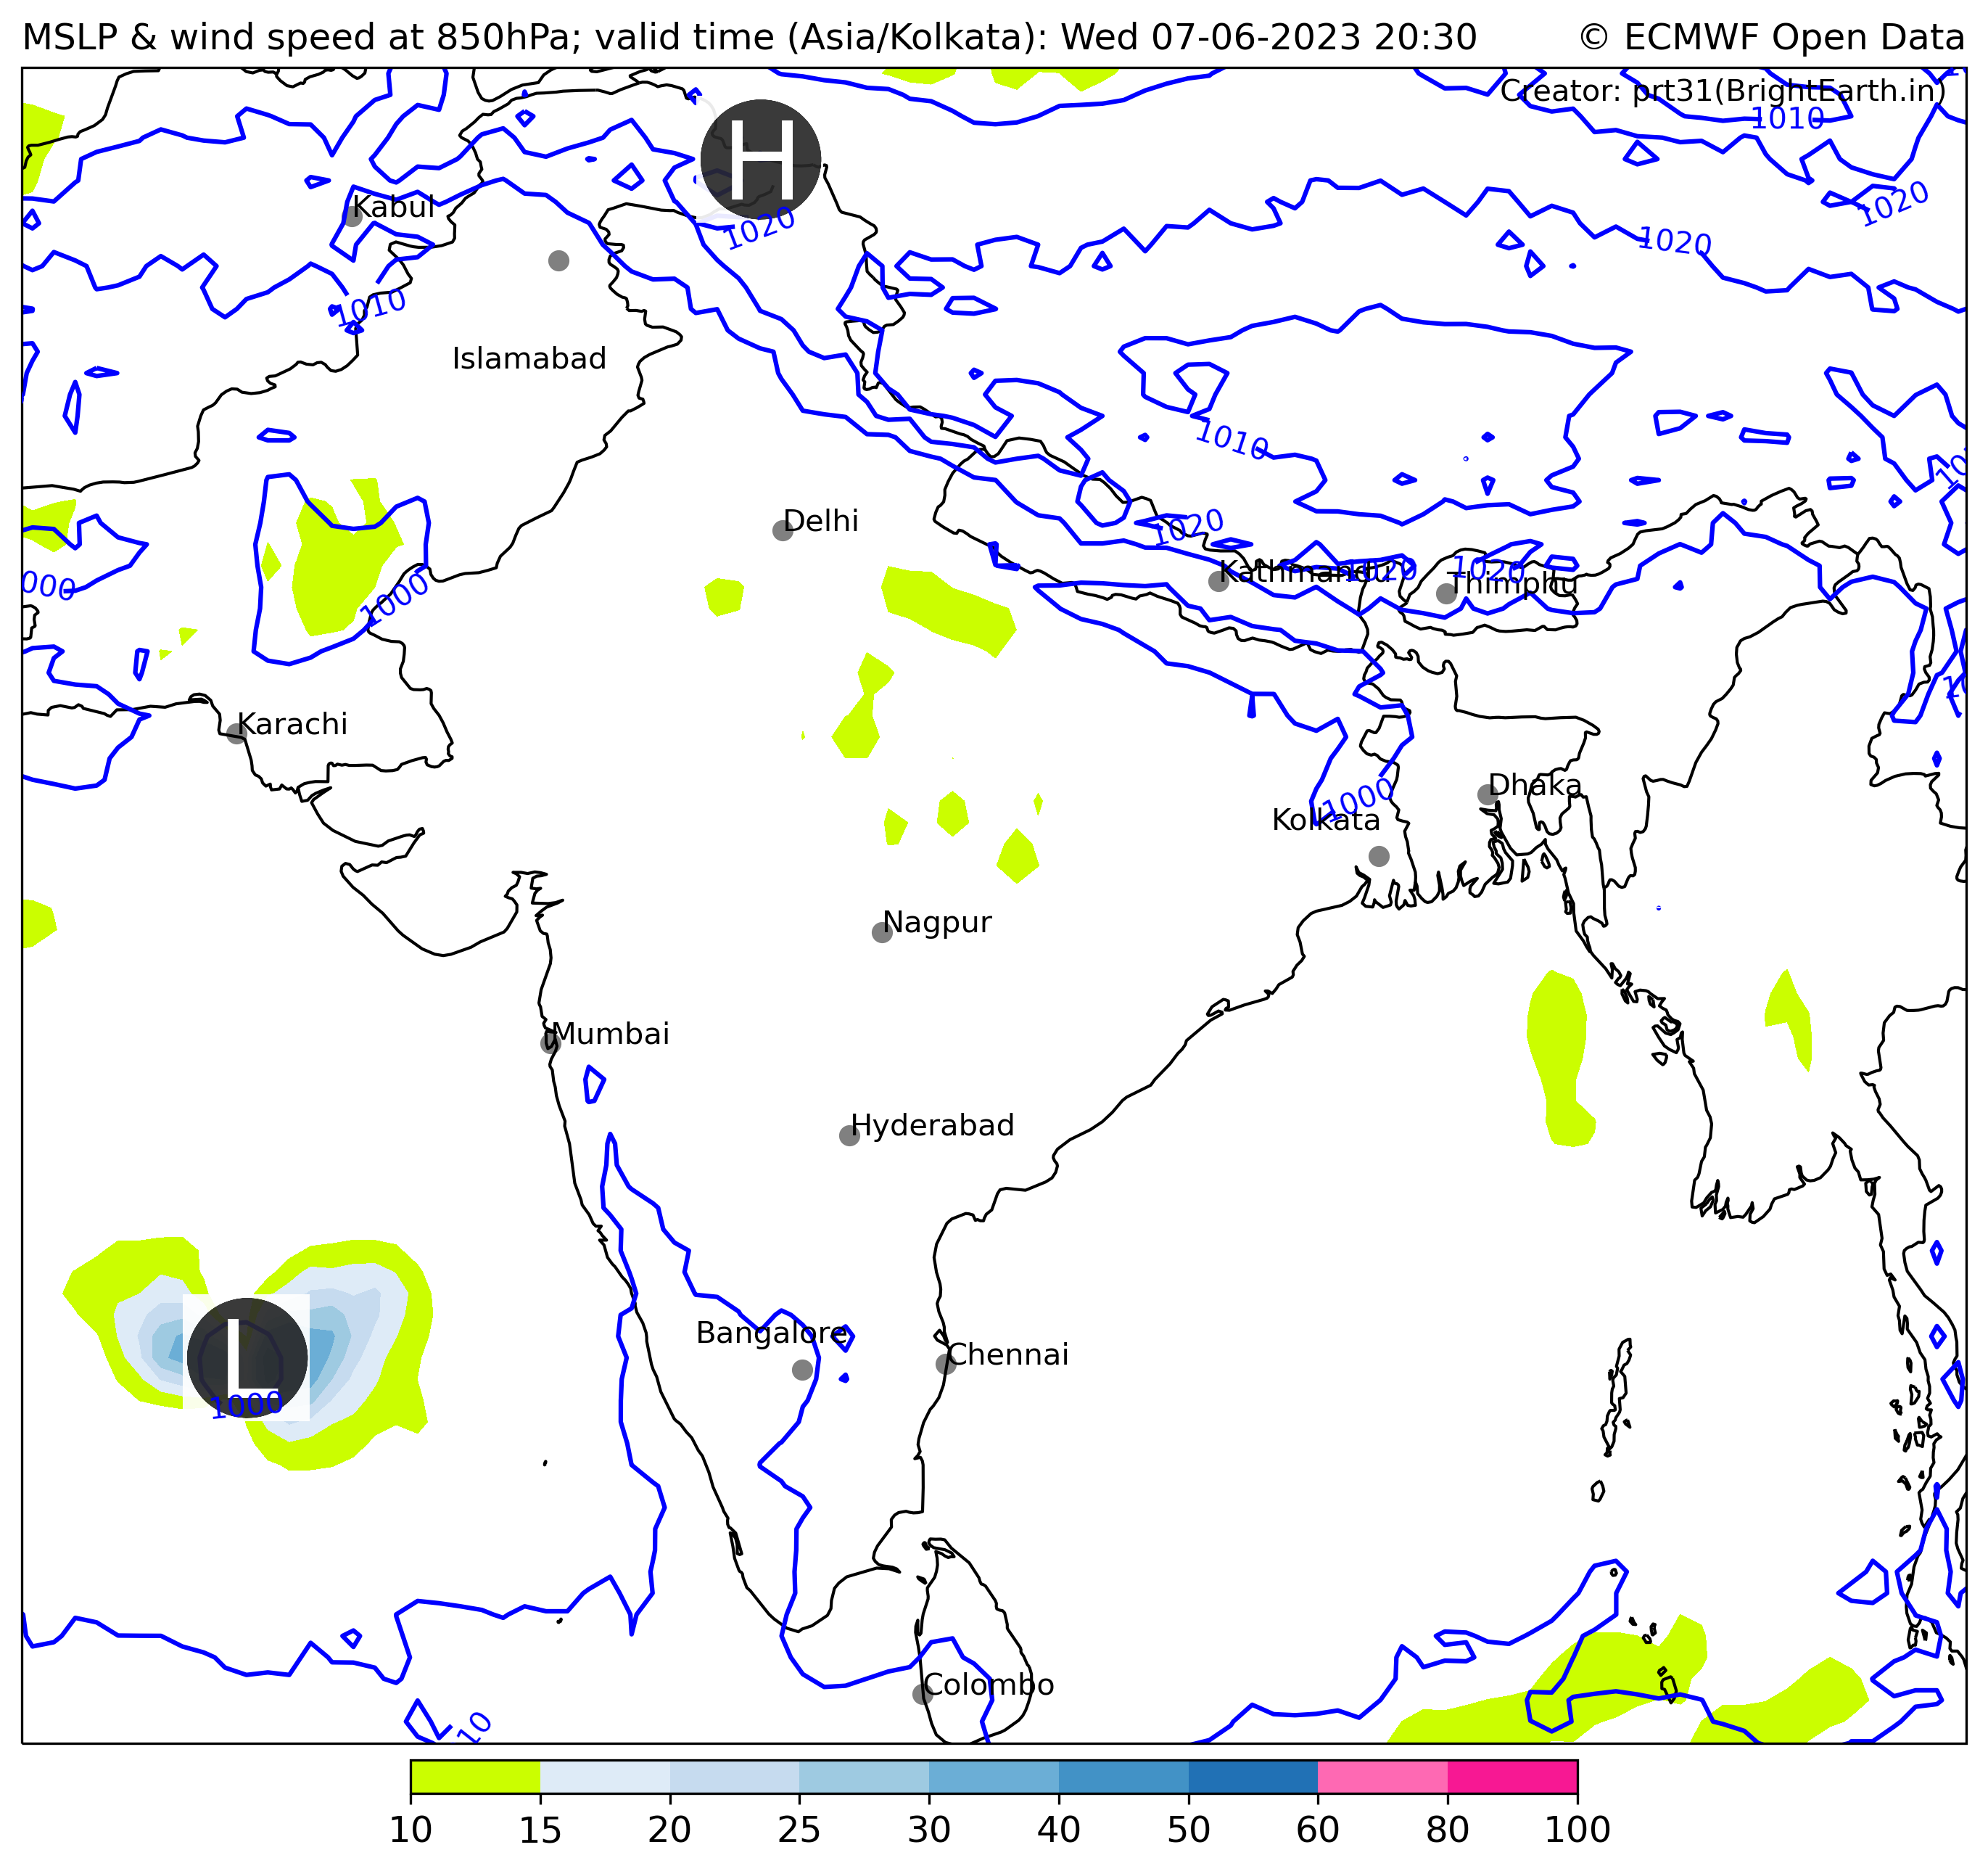 MSLP & wind speed at 850hPa; valid time (Asia/Kolkata): Wed 07-06-2023 20:30
© ECMWF Open Data
Creator: prt31(BrightEarth.in)
1010
H
1020
1020
Kabul
1020
1010
Islamabad
1010
Delhi
1020
000
Kathmandu
1020
1020
Thimphu
1000
Karachi
Dhaka
1000
Kolkata
Nagpur
Mumbai
Hyderabad
Bangalore
Chennai
L
1000
Colombo
10
10 15 20 25 30 40 50 60 80 100